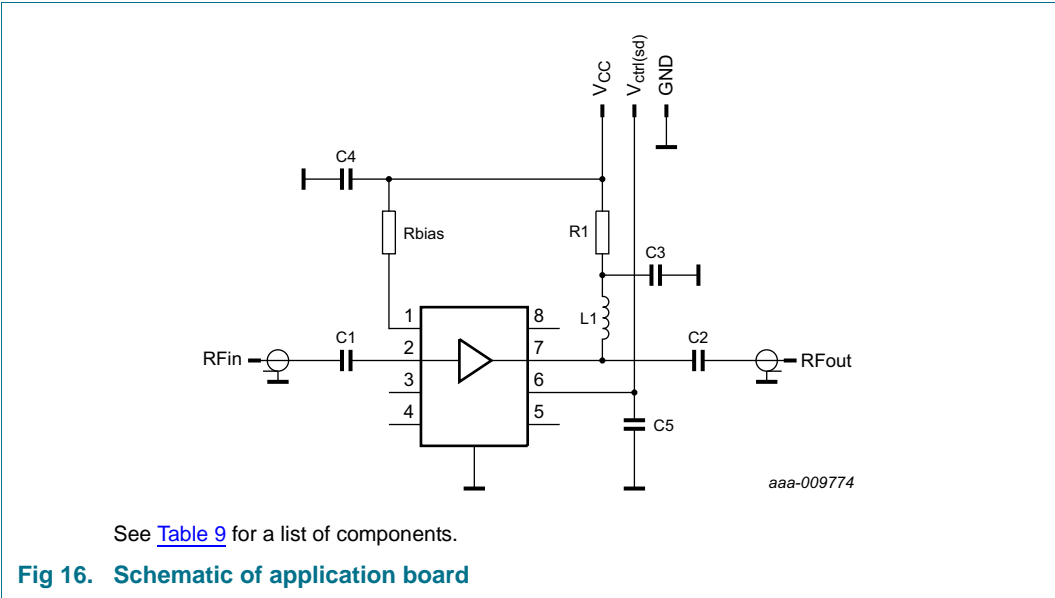 VCC
Vctrl(sd)
GND
C4
Rbias
R1
C3
L1
1
8
RFin
C1
2
7
C2
RFout
3
6
4
5
C5
aaa-009774
See Table 9 for a list of components.
Fig 16. Schematic of application board